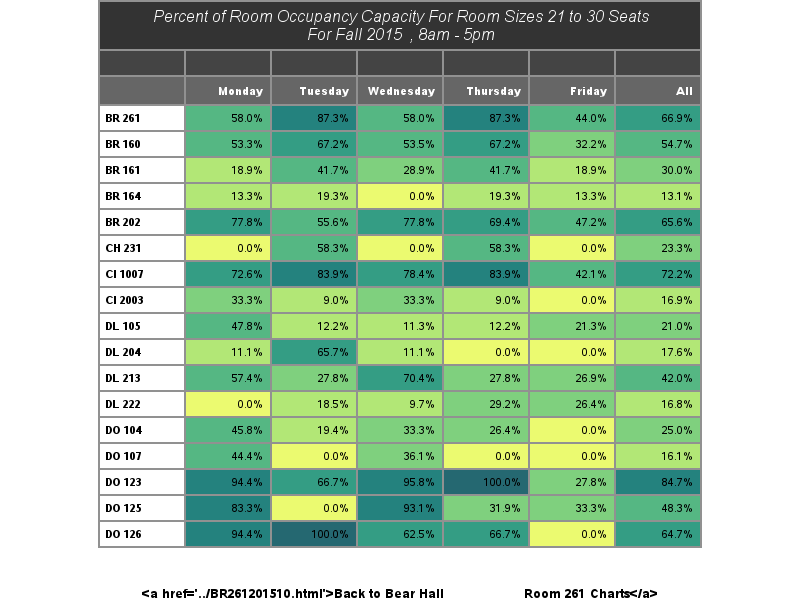 Percent of Room Occupancy Capacity For Room Sizes 21 to 30 Seats
For Fall 2015 , 8am - 5pm
Monday Tuesday Wednesday Thursday Friday All
BR 261 58.0% 87.3% 58.0% 87.3% 44.0% 66.9%
BR 160 53.3% 67.2% 53.5% 67.2% 32.2% 54.7%
BR 161 18.9% 41.7% 28.9% 41.7% 18.9% 30.0%
BR 164 13.3% 19.3% 0.0% 19.3% 13.3% 13.1%
BR 202 77.8% 55.6% 77.8% 69.4% 47.2% 65.6%
CH 231 0.0% 58.3% 0.0% 58.3% 0.0% 23.3%
CI 1007 72.6% 83.9% 78.4% 83.9% 42.1% 72.2%
CI 2003 33.3% 9.0% 33.3% 9.0% 0.0% 16.9%
DL 105 47.8% 12.2% 11.3% 12.2% 21.3% 21.0%
DL 204 11.1% 65.7% 11.1% 0.0% 0.0% 17.6%
DL 213 57.4% 27.8% 70.4% 27.8% 26.9% 42.0%
DL 222 0.0% 18.5% 9.7% 29.2% 26.4% 16.8%
DO 104 45.8% 19.4% 33.3% 26.4% 0.0% 25.0%
DO 107 44.4% 0.0% 36.1% 0.0% 0.0% 16.1%
DO 123 94.4% 66.7% 95.8% 100.0% 27.8% 84.7%
DO 125 83.3% 0.0% 93.1% 31.9% 33.3% 48.3%
DO 126 94.4% 100.0% 62.5% 66.7% 0.0% 64.7%
<a href='../BR261201510.html'>Back to Bear Hall Room 261 Charts</a>